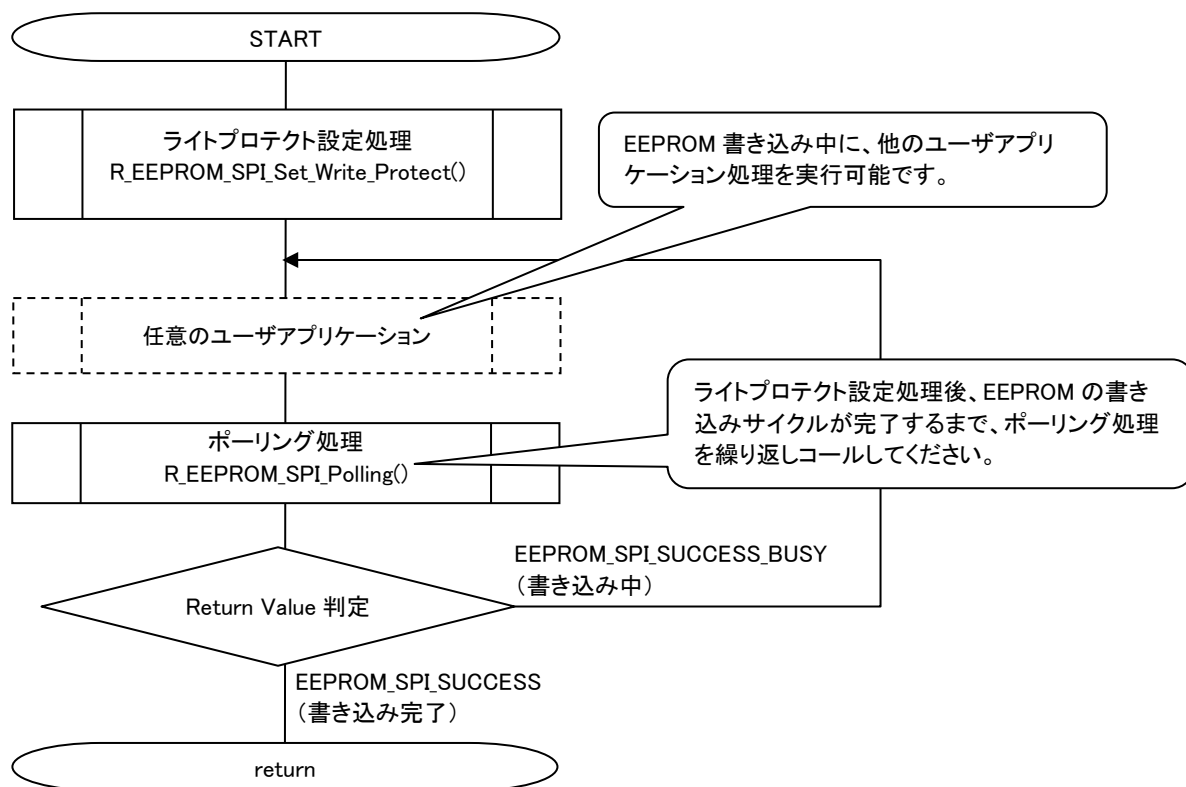 START
ライトプロテクト設定処理
R_EEPROM_SPI_Set_Write_Protect()
EEPROM 書き込み中に、他のユーザアプリ
ケーション処理を実行可能です。
任意のユーザアプリケーション
ライトプロテクト設定処理後、EEPROM の書き
込みサイクルが完了するまで、ポーリング処理
を繰り返しコールしてください。
ポーリング処理
R_EEPROM_SPI_Polling()
EEPROM_SPI_SUCCESS_BUSY
（書き込み中）
Return Value 判定
EEPROM_SPI_SUCCESS
（書き込み完了）
return